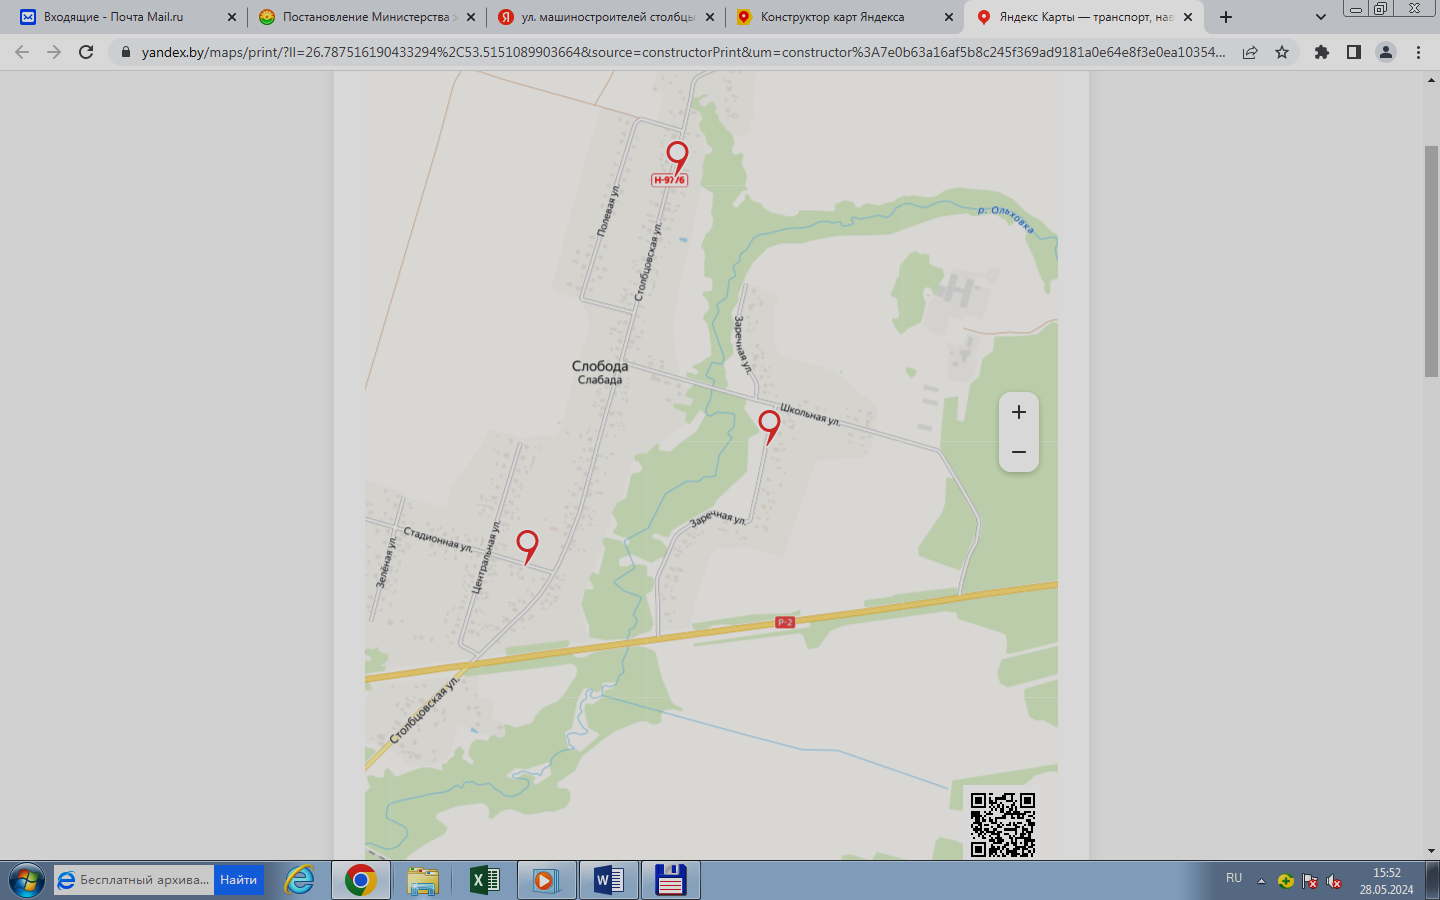 Входящие - Почта Mail.ru
Постановление Министерства
ул. машиностроителей столбцы
Конструктор карт Яндекса
Яндекс Карты — транспорт, нав
yandex.by/maps/print/?ll=26.787516190433294%2C53.51510899036648&source=constructorPrint&um=constructor%3A7e0b63a16af5b8c245f369ad9181a0e64e8f3e0ea10354...
Н-9776
Полевая ул.
Столбцовская ул.
р. Ольховка
Заречная ул.
Слобода
Слабада
Школьная ул.
+
−
Заречная ул.
Стадионная ул.
Центральная ул.
Зелёная ул.
Р-2
Столбцовская ул.
Бесплатный архива...
Найти
RU
15:52
28.05.2024